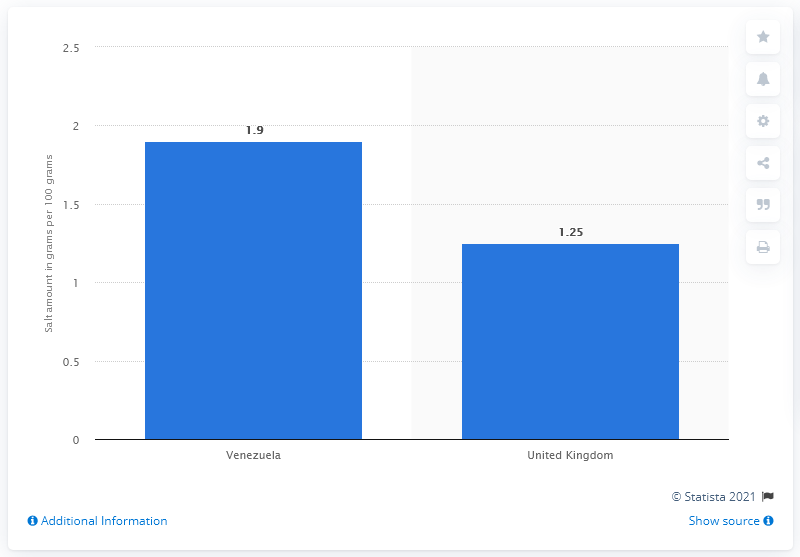 2.5
2
1.5
1
0.5
0
Salt amount in grams per 100 grams
1.9
1.25
Venezuela
United Kingdom
© Statista 2021
Additional Information
Show source